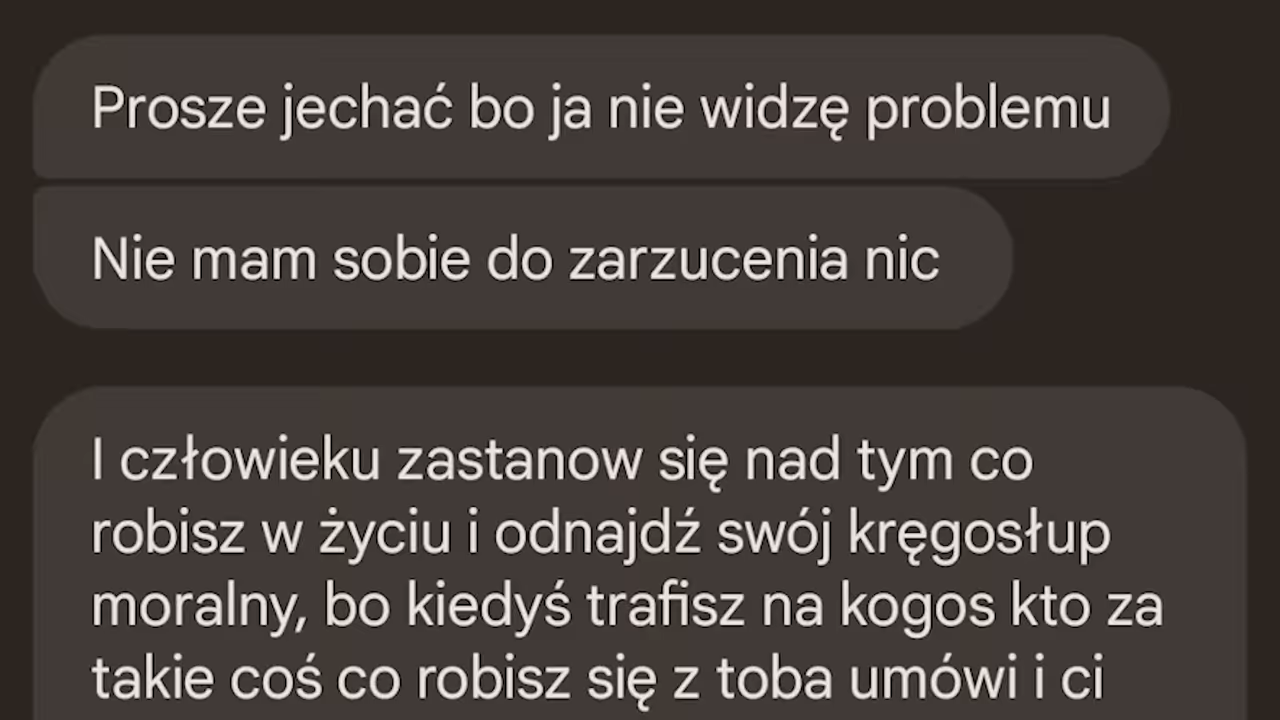 Prosze jechać bo ja nie widzę problemu
Nie mam sobie do zarzucenia nic
I człowieku zastanow się nad tym co
robisz w życiu i odnajdź swój kręgosłup
moralny, bo kiedyś trafisz na kogos kto za
takie coś co robisz się z toba umówi i ci